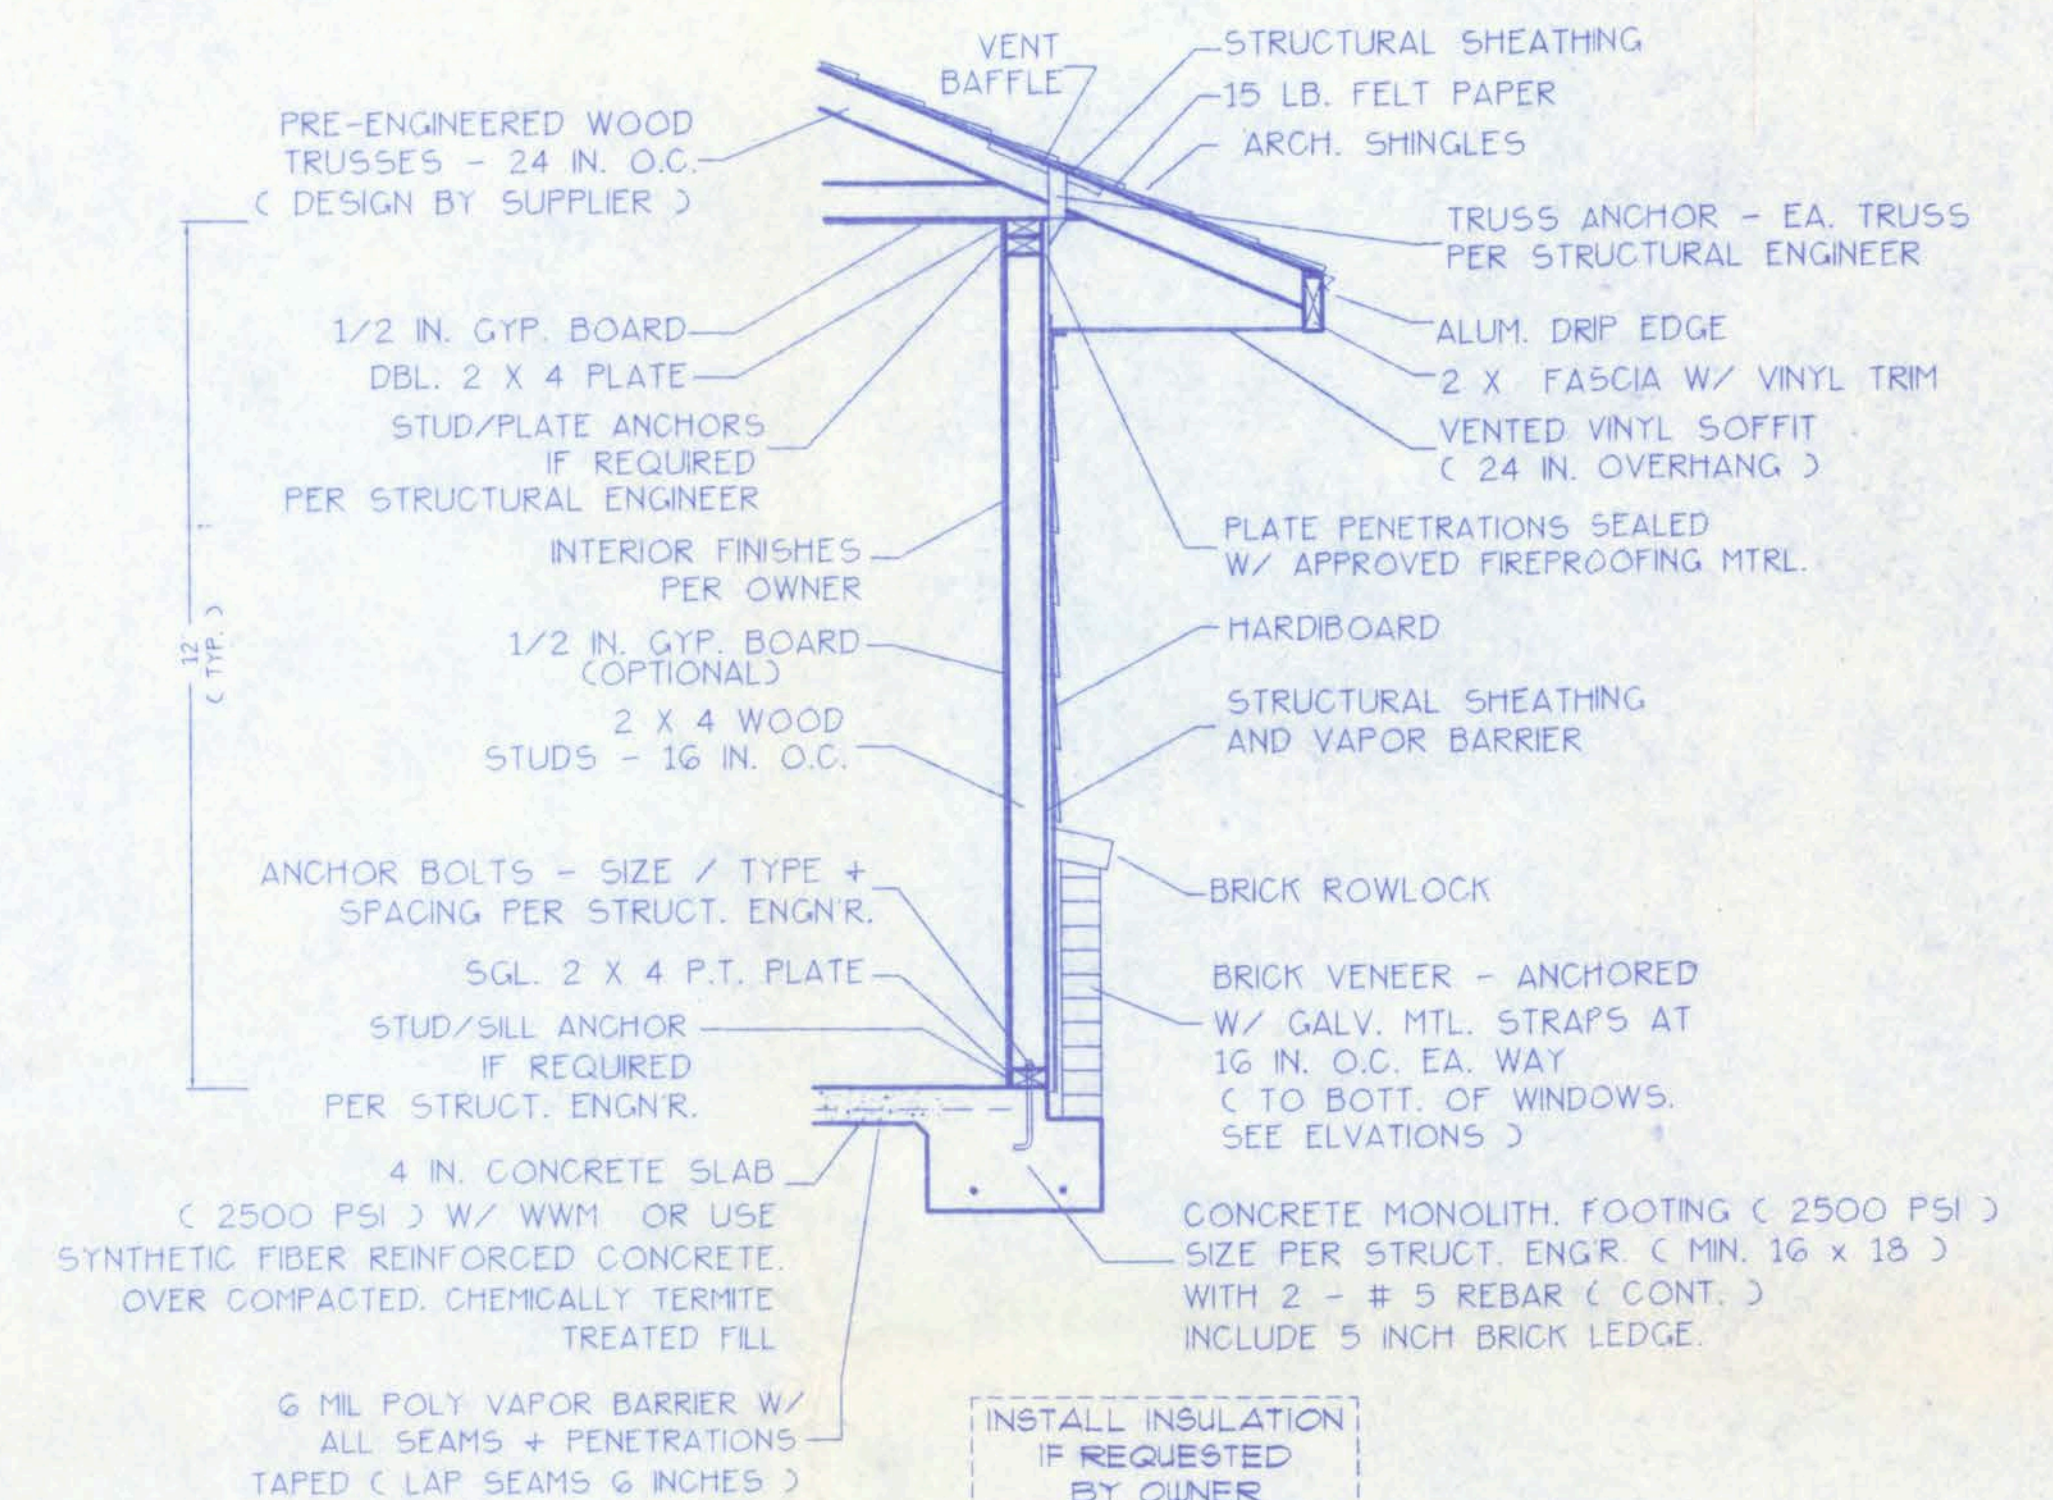 VENT
BAFFLE
STRUCTURAL SHEATHING
15 LB. FELT PAPER
ARCH. SHINGLES
PRE-ENGINEERED WOOD
TRUSSES - 24 IN. O.C.
( DESIGN BY SUPPLIER )
TRUSS ANCHOR - EA. TRUSS
PER STRUCTURAL ENGINEER
1/2 IN. GYP. BOARD
DBL. 2 X 4 PLATE
STUD/PLATE ANCHORS
IF REQUIRED
PER STRUCTURAL ENGINEER
ALUM. DRIP EDGE
2 X FASCIA W/ VINYL TRIM
VENTED VINYL SOFFIT
( 24 IN. OVERHANG )
INTERIOR FINISHES
PER OWNER
PLATE PENETRATIONS SEALED
W/ APPROVED FIREPROOFING MTRL.
12'
( TYP. )
1/2 IN. GYP. BOARD
(OPTIONAL)
2 X 4 WOOD
STUDS - 16 IN. O.C.
HARDIBOARD
STRUCTURAL SHEATHING
AND VAPOR BARRIER
ANCHOR BOLTS - SIZE / TYPE +
SPACING PER STRUCT. ENGN'R.
BRICK ROWLOCK
SGL. 2 X 4 P.T. PLATE
STUD/SILL ANCHOR
IF REQUIRED
PER STRUCT. ENGN'R.
BRICK VENEER - ANCHORED
W/ GALV. MTL. STRAPS AT
16 IN. O.C. EA. WAY
( TO BOTT. OF WINDOWS.
SEE ELVATIONS )
4 IN. CONCRETE SLAB
( 2500 PSI ) W/ WWM OR USE
SYNTHETIC FIBER REINFORCED CONCRETE.
OVER COMPACTED. CHEMICALLY TERMITE
TREATED FILL
CONCRETE MONOLITH. FOOTING ( 2500 PSI )
SIZE PER STRUCT. ENG'R. ( MIN. 16 x 18 )
WITH 2 - # 5 REBAR ( CONT. )
INCLUDE 5 INCH BRICK LEDGE.
6 MIL POLY VAPOR BARRIER W/
ALL SEAMS + PENETRATIONS
TAPED ( LAP SEAMS 6 INCHES )
INSTALL INSULATION
IF REQUESTED
BY OWNER